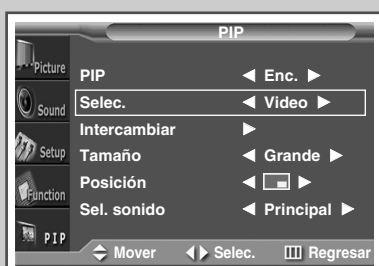 PIP
Picture
Sound
Setup
Function
PIP
PIP Enc.
Selec. Video
Intercambiar
Tamaño Grande
Posición
Sel. sonido Principal
Mover Selec. Regresar